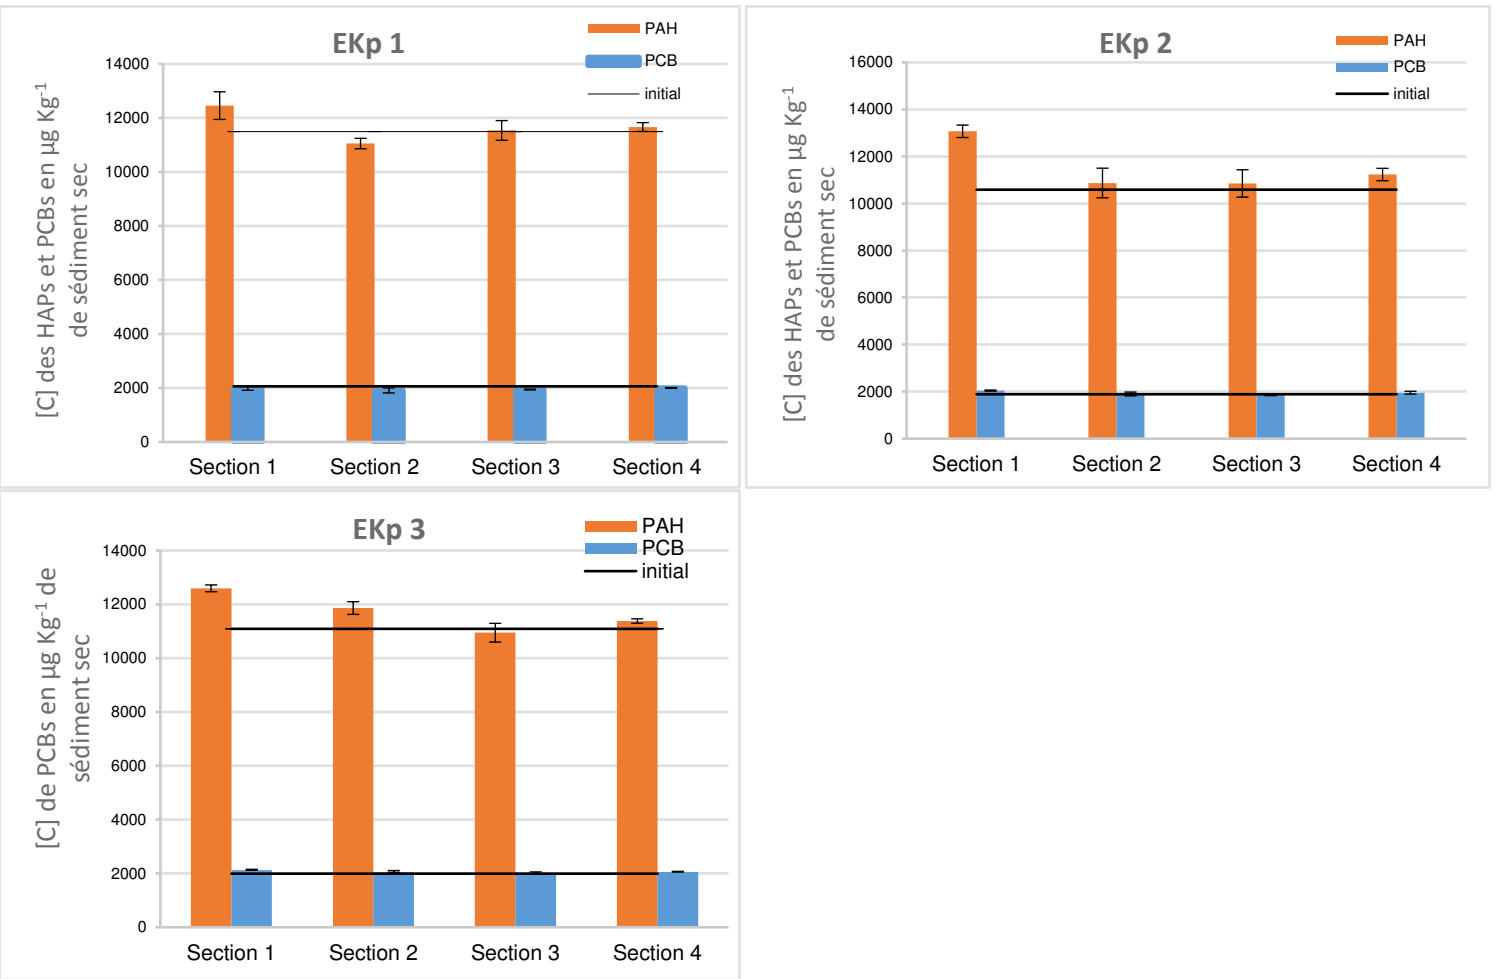 EKp 1
PAH
PCB
initial
[C] des HAPs et PCBs en µg Kg⁻¹
de sédiment sec
14000
12000
10000
8000
6000
4000
2000
0
Section 1 Section 2 Section 3 Section 4
EKp 2
PAH
PCB
initial
[C] des HAPs et PCBs en µg Kg⁻¹
de sédiment sec
16000
14000
12000
10000
8000
6000
4000
2000
0
Section 1 Section 2 Section 3 Section 4
EKp 3
PAH
PCB
initial
[C] de PCBs en µg Kg⁻¹ de
sédiment sec
14000
12000
10000
8000
6000
4000
2000
0
Section 1 Section 2 Section 3 Section 4